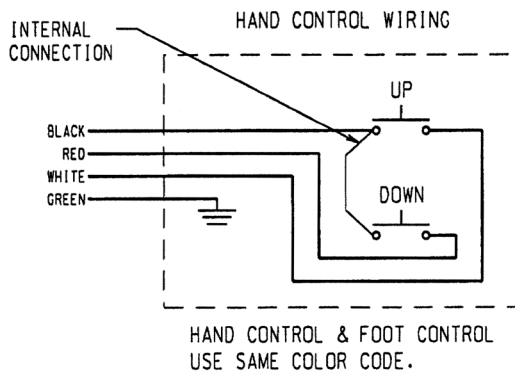 HAND CONTROL WIRING
INTERNAL
CONNECTION
UP
BLACK
RED
WHITE
GREEN
DOWN
HAND CONTROL & FOOT CONTROL
USE SAME COLOR CODE.